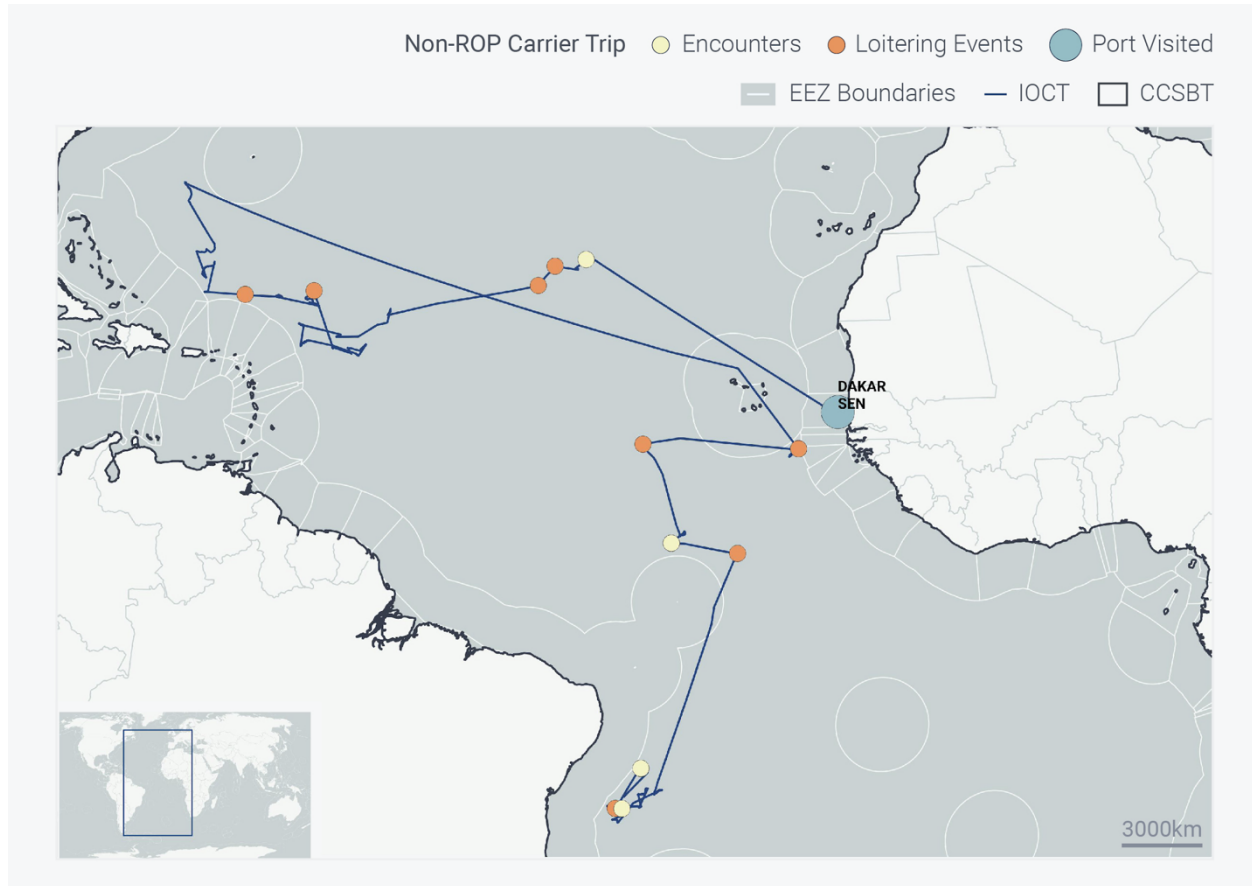 Non-ROP Carrier Trip Encounters Loitering Events Port Visited
EEZ Boundaries IOCT CCSBT
DAKAR
SEN
3000km